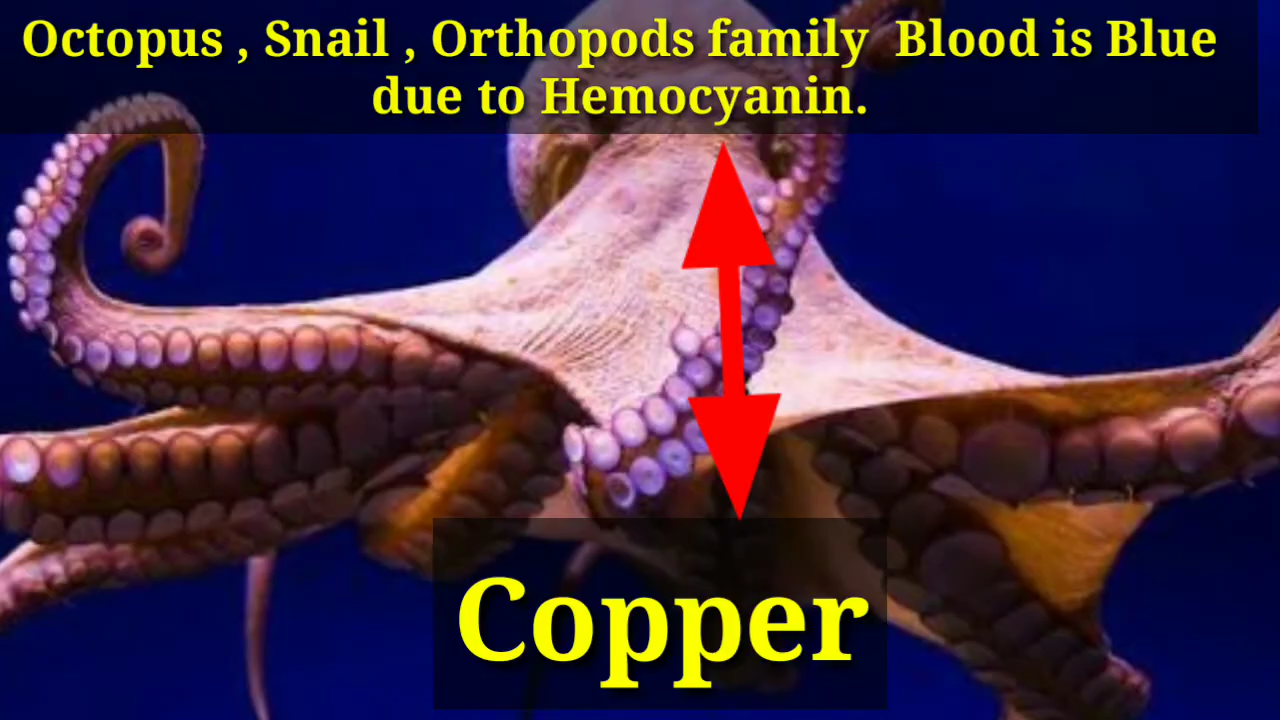 Octopus , Snail , Orthopods family Blood is Blue
due to Hemocyanin.
Copper